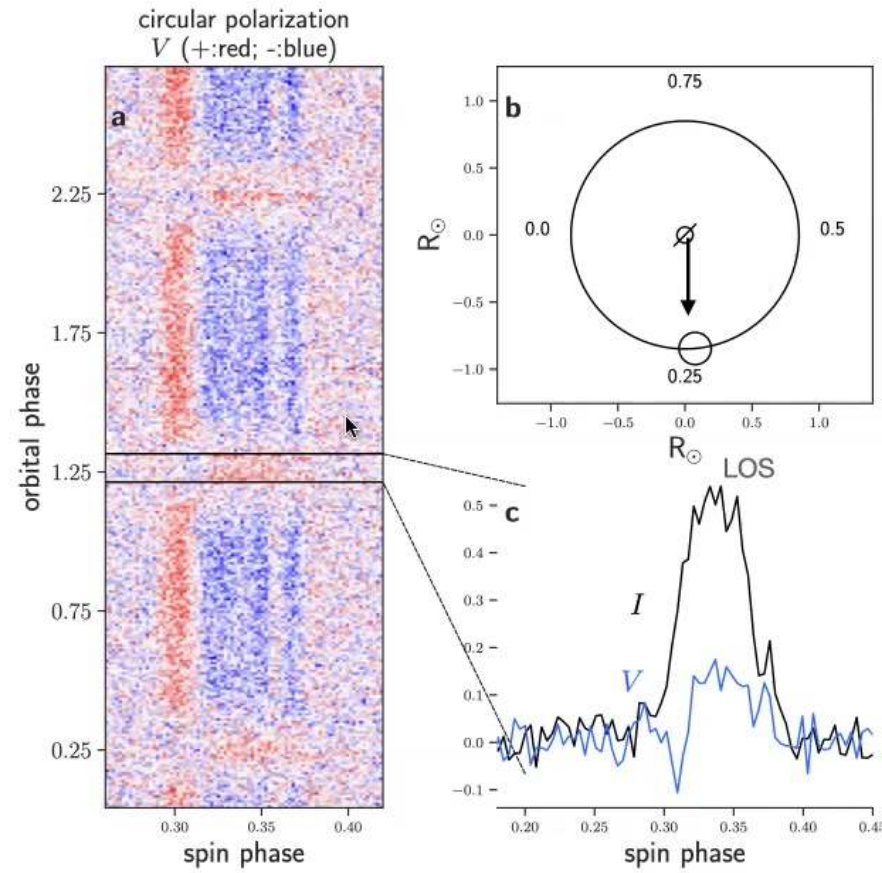 circular polarization
V (+:red; -:blue)
a
2.25
1.75
1.25
0.75
0.25
orbital phase
0.30 0.35 0.40
spin phase
b
0.75
0.0
0.5
0.25
1.0
0.5
0.0
−0.5
−1.0
R☉
−1.0 −0.5 0.0 0.5 1.0
R☉
LOS
c
I
V
0.5
0.4
0.3
0.2
0.1
0.0
−0.1
0.20 0.25 0.30 0.35 0.40 0.45
spin phase